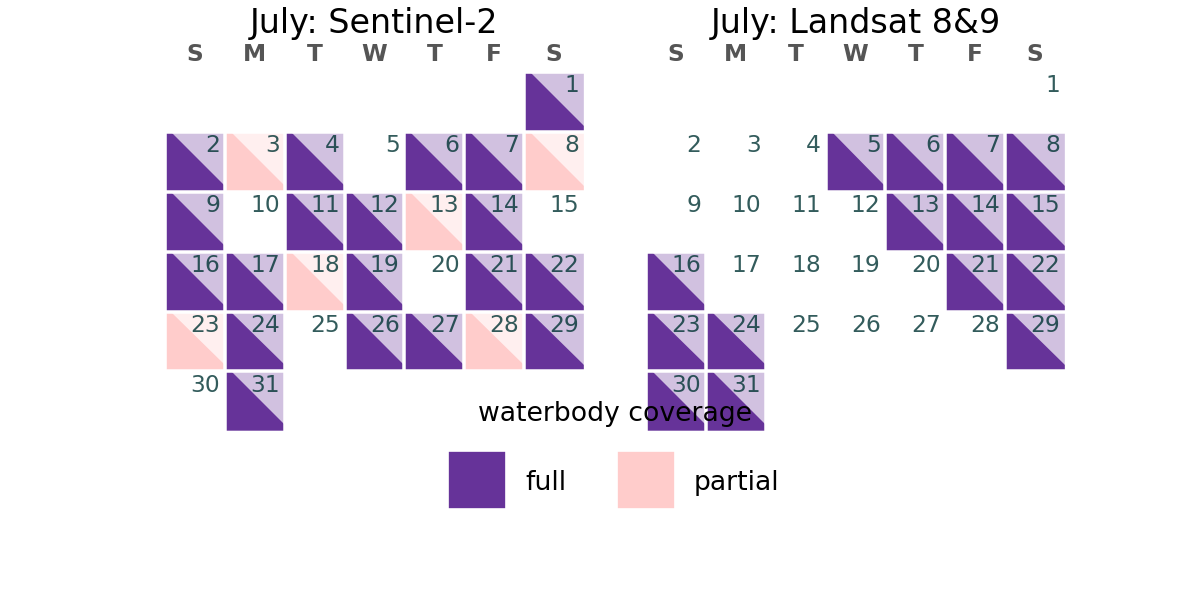 July: Sentinel-2
S M T W T F S
1
2 3 4 5 6 7 8
9 10 11 12 13 14 15
16 17 18 19 20 21 22
23 24 25 26 27 28 29
30 31
July: Landsat 8&9
S M T W T F S
1
2 3 4 5 6 7 8
9 10 11 12 13 14 15
16 17 18 19 20 21 22
23 24 25 26 27 28 29
30 31
waterbody coverage
full partial